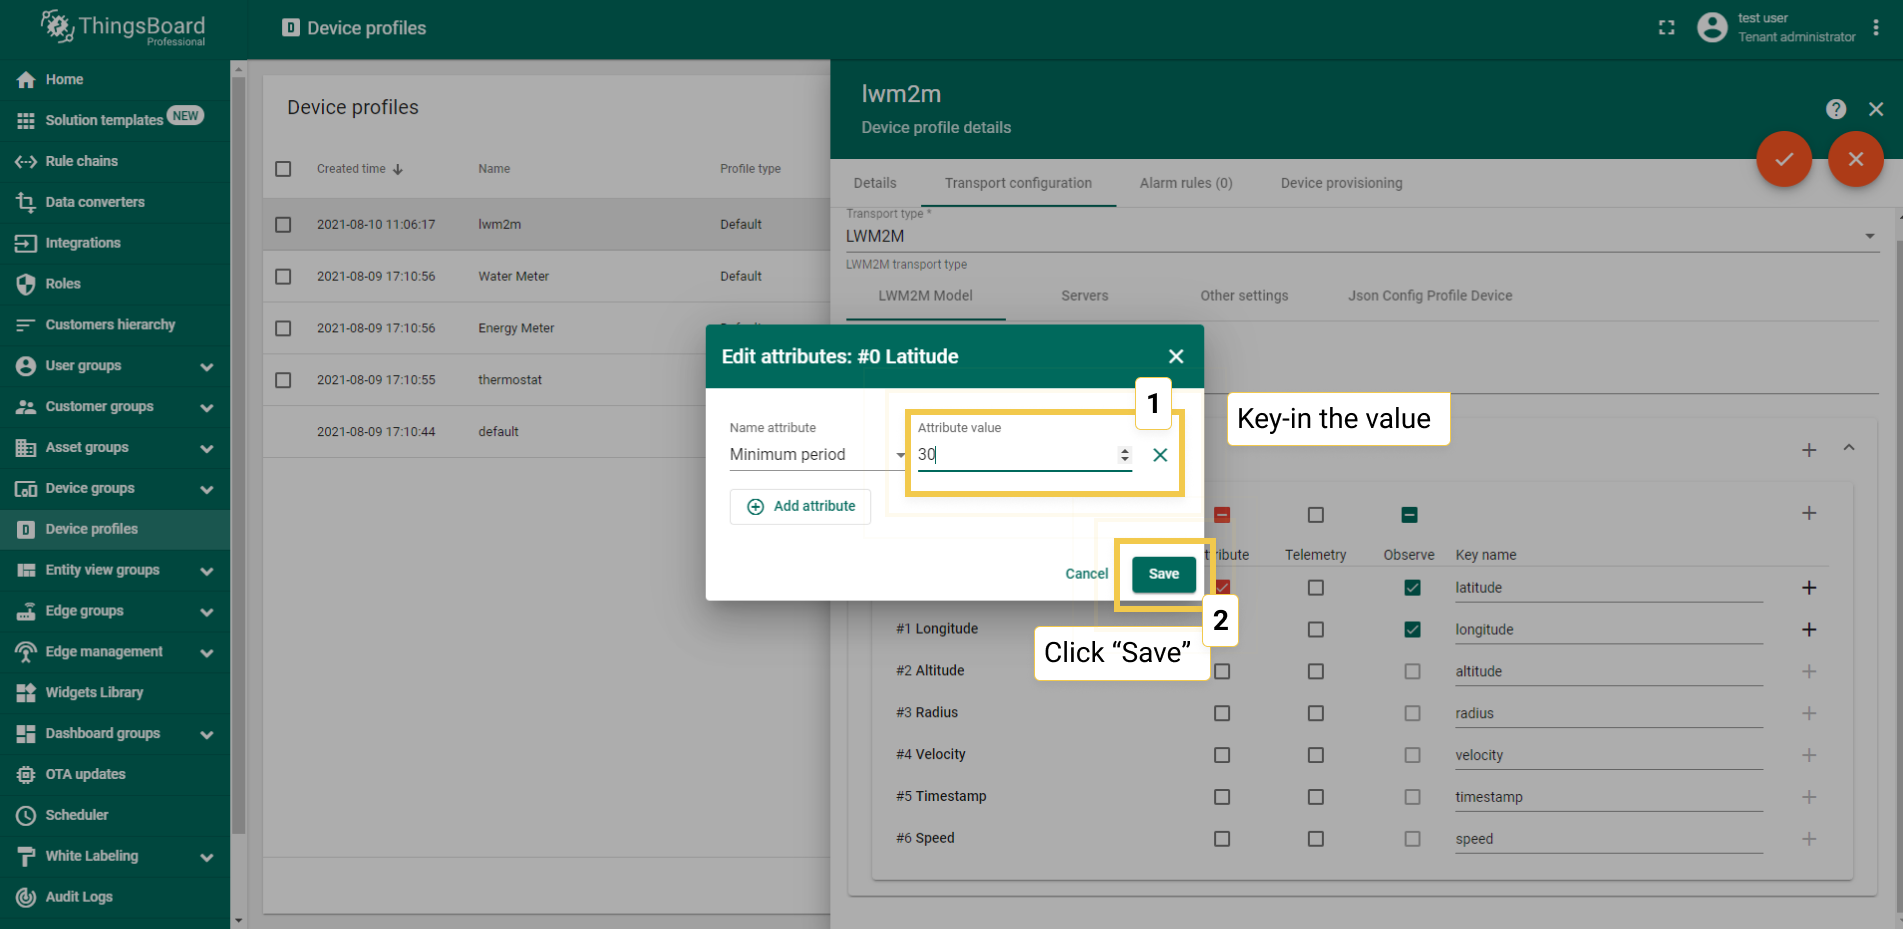 ThingsBoard
Professional
Device profiles
test user
Tenant administrator
Home
Solution templates NEW
Rule chains
Data converters
Integrations
Roles
Customers hierarchy
User groups
Customer groups
Asset groups
Device groups
Device profiles
Entity view groups
Edge groups
Edge management
Widgets Library
Dashboard groups
OTA updates
Scheduler
White Labeling
Audit Logs
Device profiles
Created time Name Profile type
2021-08-10 11:06:17 lwm2m Default
2021-08-09 17:10:56 Water Meter Default
2021-08-09 17:10:56 Energy Meter
2021-08-09 17:10:55 thermostat
2021-08-09 17:10:44 default
lwm2m
Device profile details
Details Transport configuration Alarm rules (0) Device provisioning
Transport type *
LWM2M
LWM2M transport type
LWM2M Model Servers Other settings Json Config Profile Device
Edit attributes: #0 Latitude
1
Key-in the value
Name attribute Attribute value
Minimum period 30
Add attribute
Cancel Save
2
Click “Save”
Telemetry Observe Key name
latitude
#1 Longitude longitude
#2 Altitude altitude
#3 Radius radius
#4 Velocity velocity
#5 Timestamp timestamp
#6 Speed speed